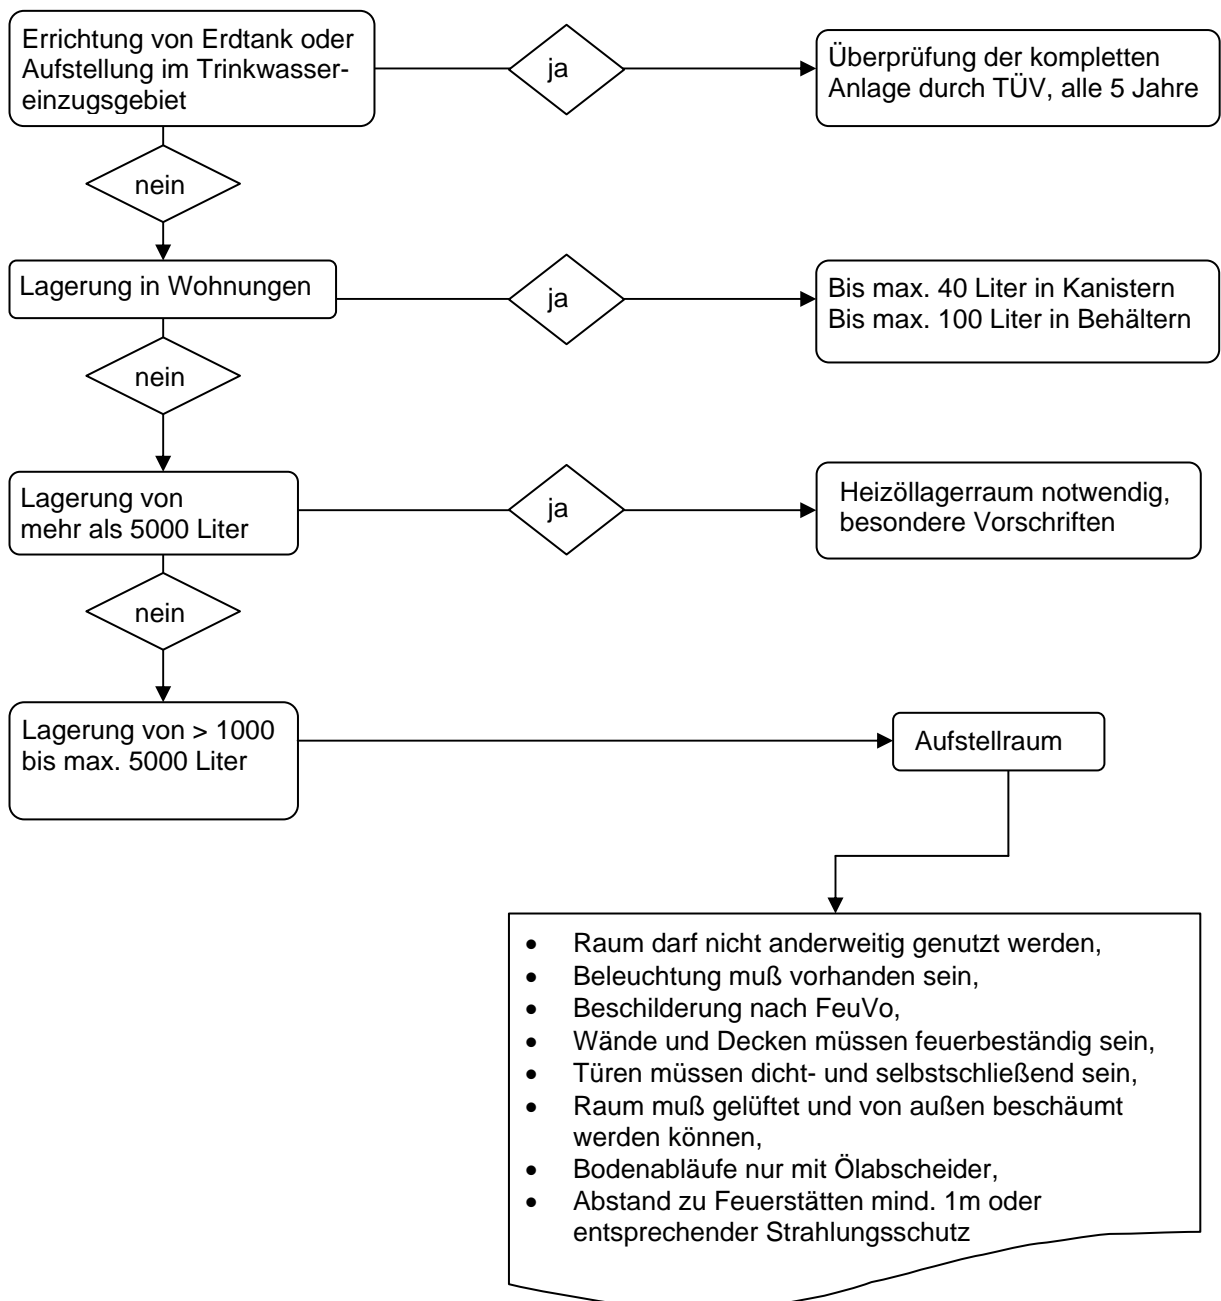 Errichtung von Erdtank oder
Aufstellung im Trinkwasser-
einzugsgebiet
ja
Überprüfung der kompletten
Anlage durch TÜV, alle 5 Jahre
nein
Lagerung in Wohnungen
ja
Bis max. 40 Liter in Kanistern
Bis max. 100 Liter in Behältern
nein
Lagerung von
mehr als 5000 Liter
ja
Heizöllagerraum notwendig,
besondere Vorschriften
nein
Lagerung von > 1000
bis max. 5000 Liter
Aufstellraum
• Raum darf nicht anderweitig genutzt werden,
• Beleuchtung muß vorhanden sein,
• Beschilderung nach FeuVo,
• Wände und Decken müssen feuerbeständig sein,
• Türen müssen dicht- und selbstschließend sein,
• Raum muß gelüftet und von außen beschäumt
werden können,
• Bodenabläufe nur mit Ölabscheider,
• Abstand zu Feuerstätten mind. 1m oder
entsprechender Strahlungsschutz